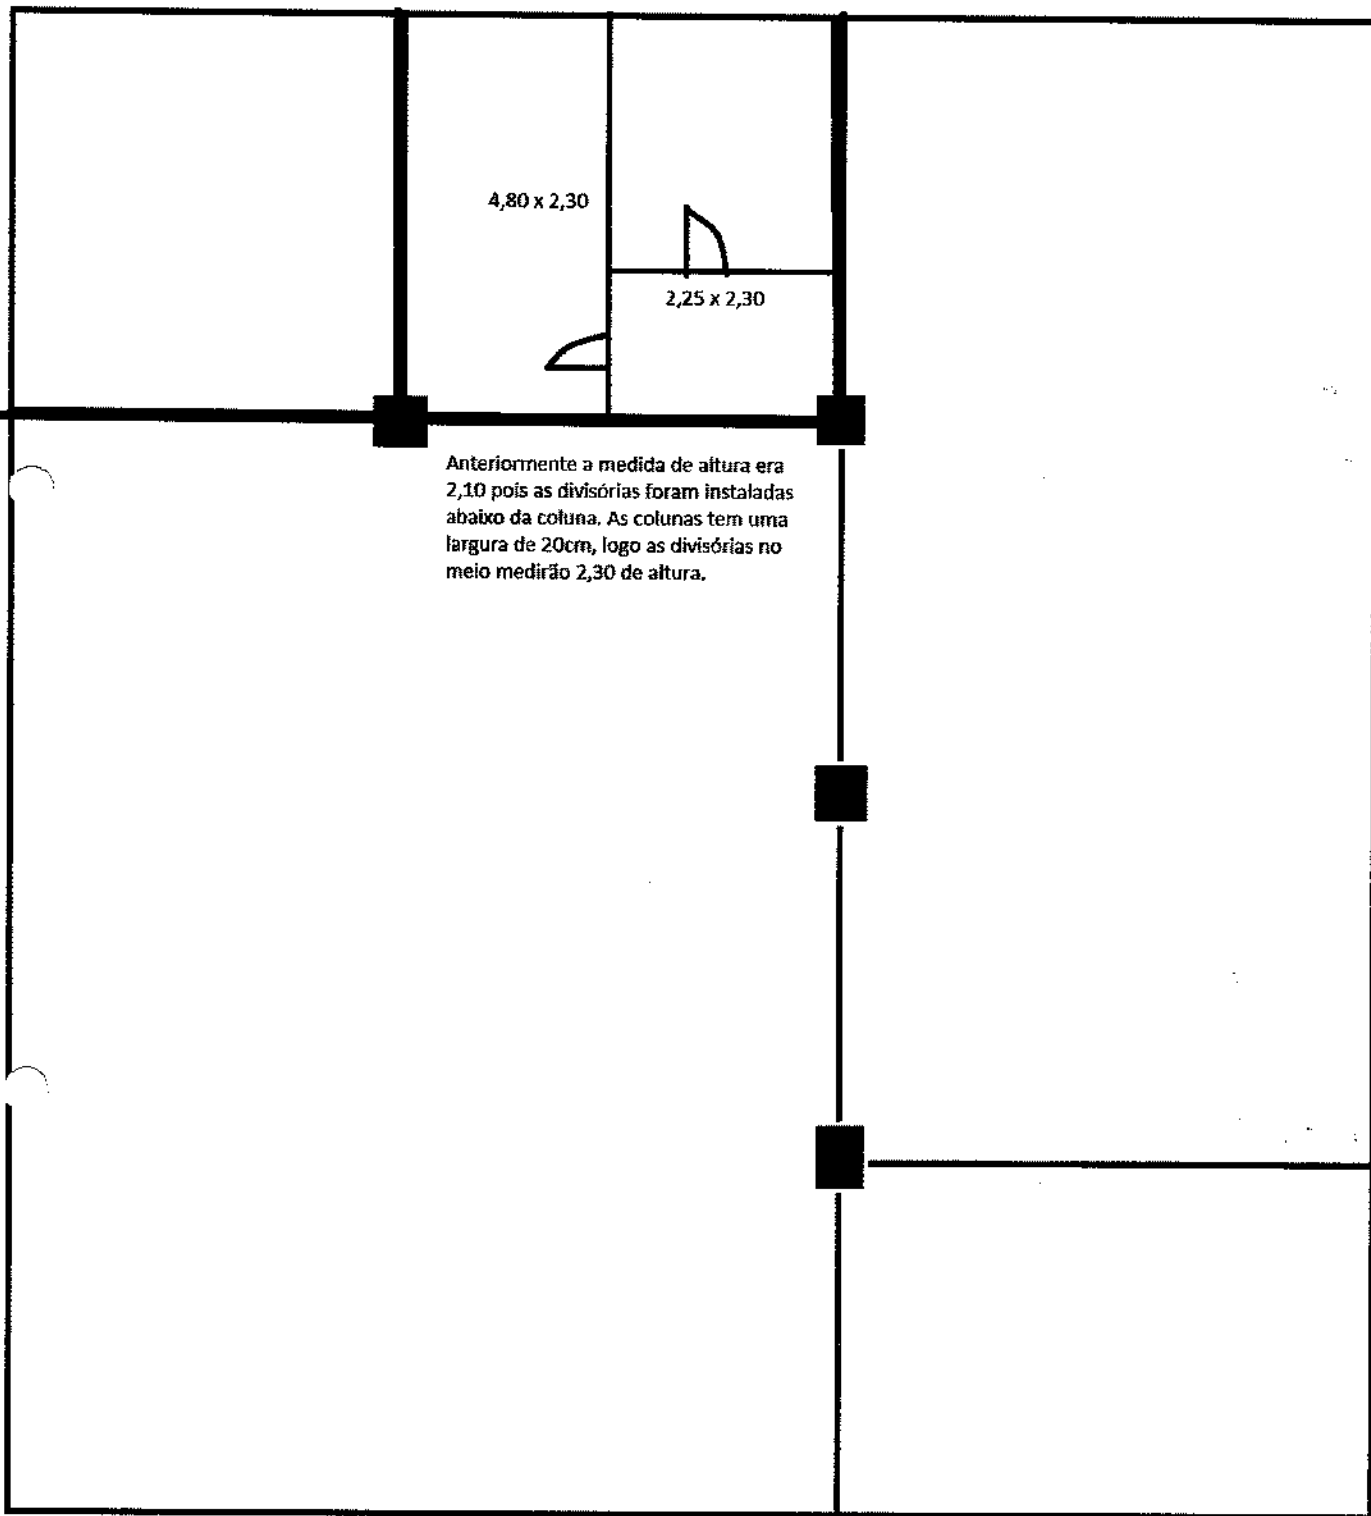 4,80 x 2,30
2,25 x 2,30
Anteriormente a medida de altura era
2,10 pois as divisórias foram instaladas
abaixo da coluna. As colunas tem uma
largura de 20cm, logo as divisórias no
meio medirão 2,30 de altura.